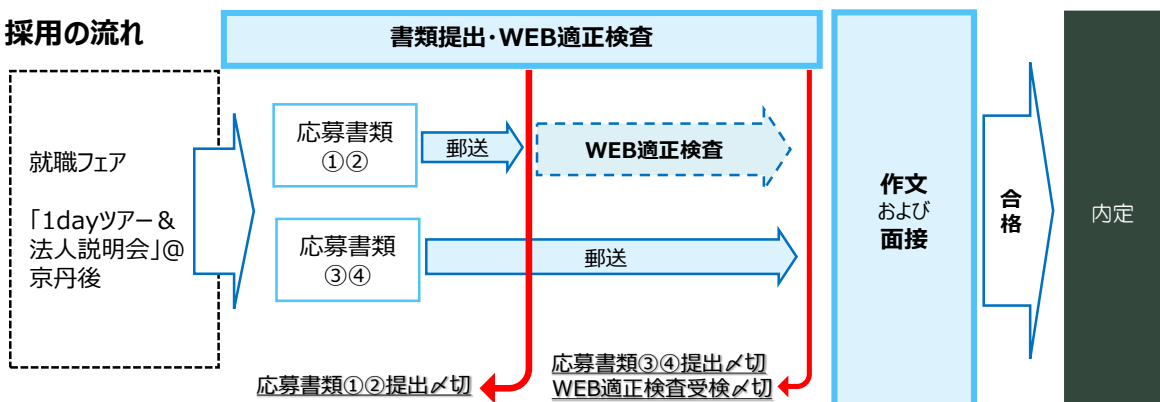 採用の流れ
書類提出・WEB適正検査
就職フェア
「1dayツアー＆
法人説明会」@
京丹後
応募書類
①②
郵送
WEB適正検査
応募書類
③④
郵送
応募書類①②提出〆切
応募書類③④提出〆切
WEB適正検査受検〆切
作文
および
面接
合格
内定